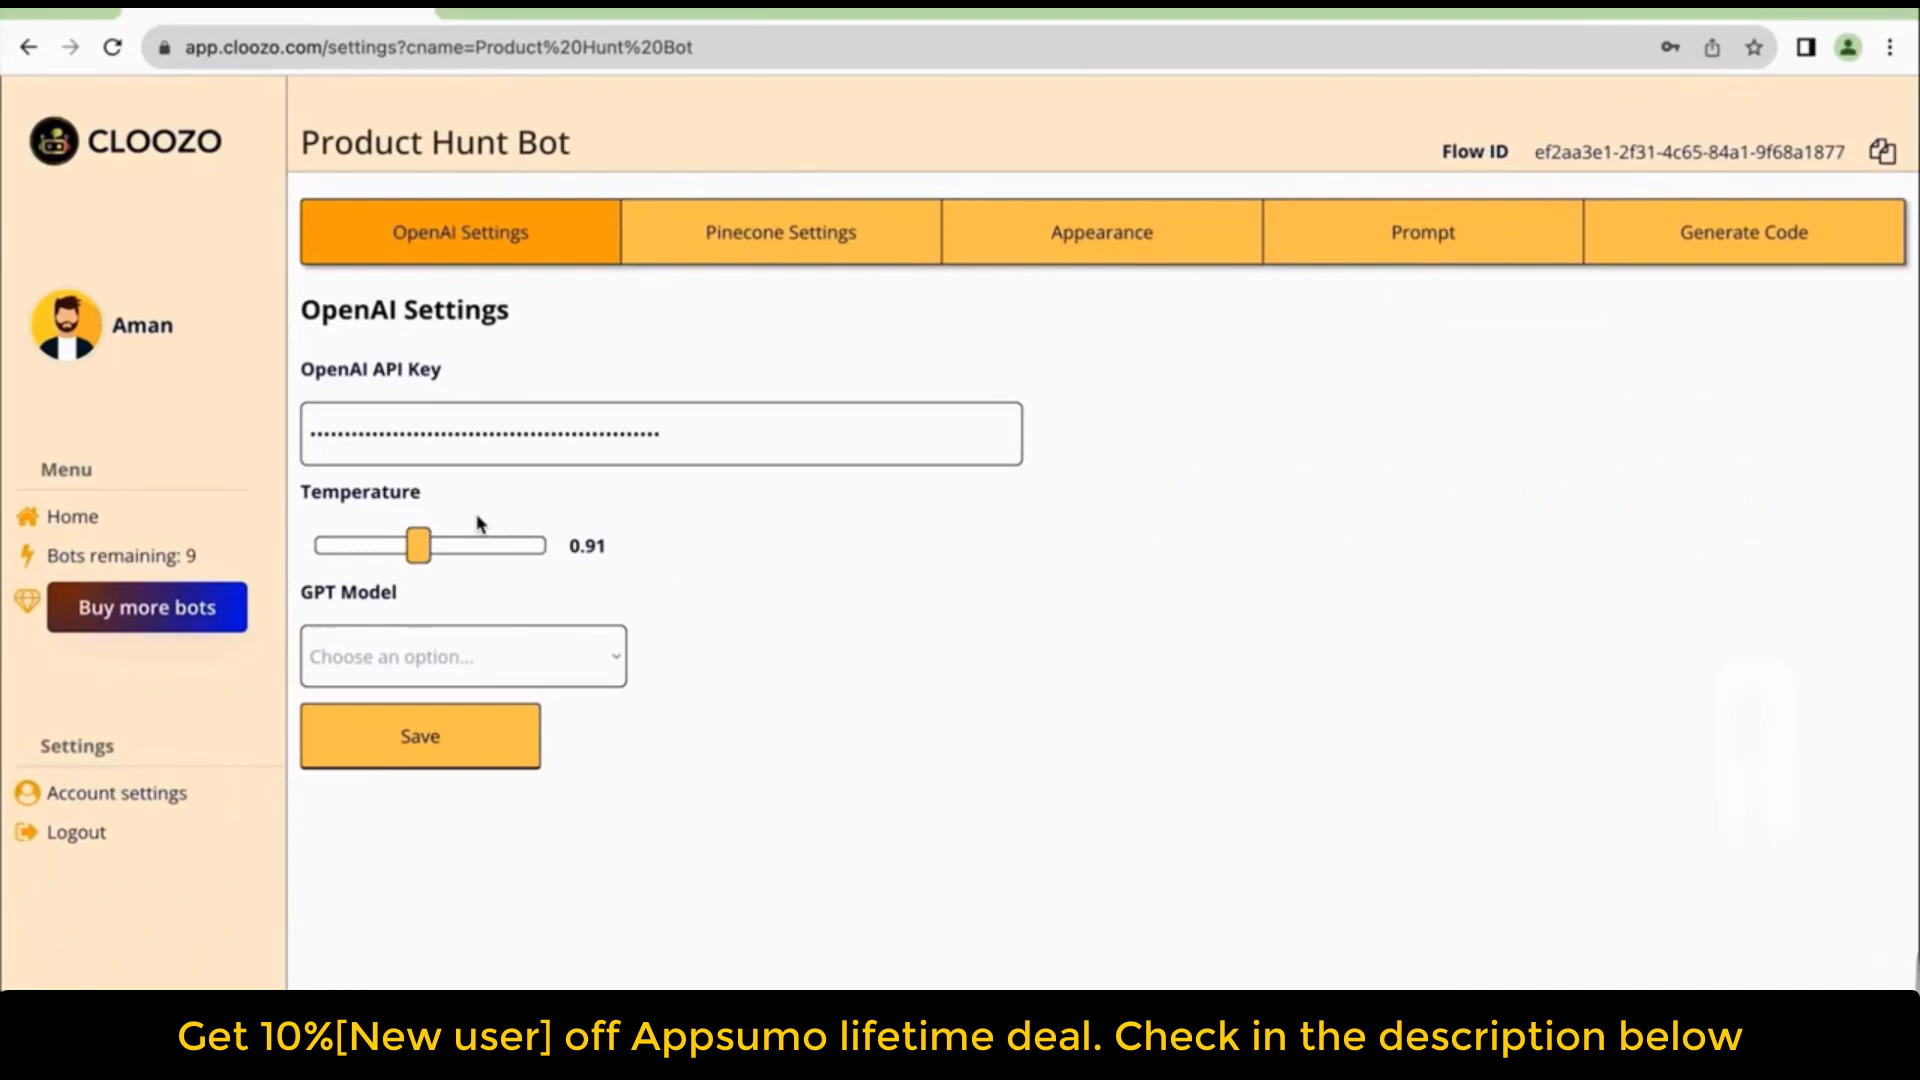 app.cloozo.com/settings?cname=Product%20Hunt%20Bot
CLOOZO
Product Hunt Bot
Flow ID ef2aa3e1-2f31-4c65-84a1-9f68a1877
OpenAI Settings Pinecone Settings Appearance Prompt Generate Code
OpenAI Settings
Aman
OpenAI API Key
Menu
Temperature
Home
0.91
Bots remaining: 9
GPT Model
Buy more bots
Choose an option...
Save
Settings
Account settings
Logout
Get 10%[New user] off Appsumo lifetime deal. Check in the description below